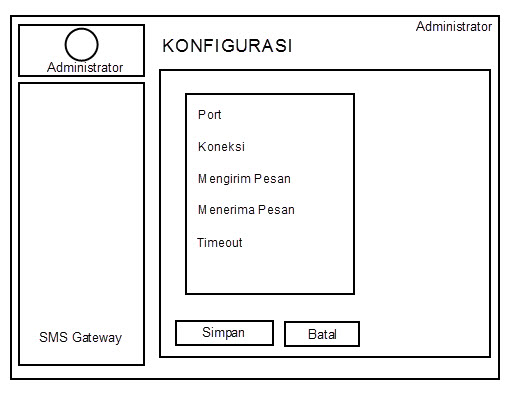 Administrator
Administrator
KONFIGURASI
Port
Koneksi
Mengirim Pesan
Menerima Pesan
Timeout
SMS Gateway
Simpan
Batal